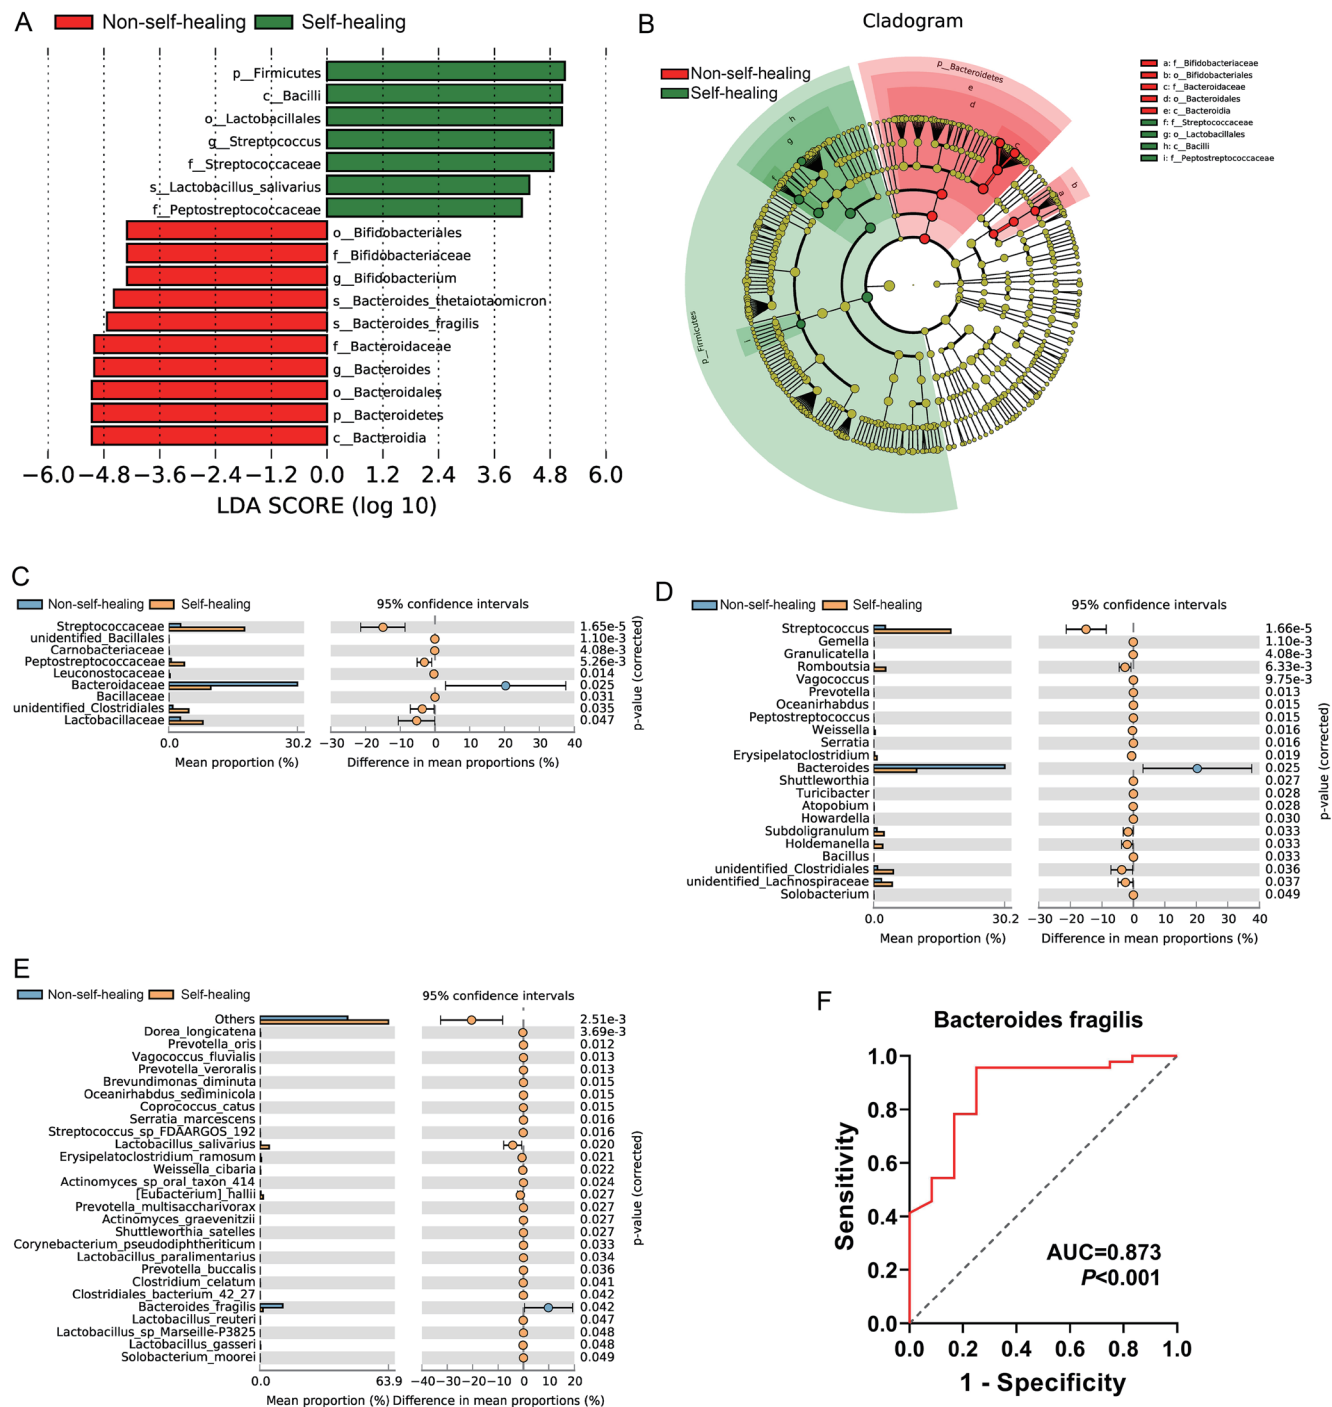 A
Non-self-healing
Self-healing
p__Firmicutes
c__Bacilli
o__Lactobacillales
g__Streptococcus
f__Streptococcaceae
s__Lactobacillus_salivarius
f__Peptostreptococcaceae
o__Bifidobacteriales
f__Bifidobacteriaceae
g__Bifidobacterium
s__Bacteroides_thetaiotaomicron
s__Bacteroides_fragilis
f__Bacteroidaceae
g__Bacteroides
o__Bacteroidales
p__Bacteroidetes
c__Bacteroidia
−6.0 −4.8 −3.6 −2.4 −1.2 0.0 1.2 2.4 3.6 4.8 6.0
LDA SCORE (log 10)
B
Cladogram
Non-self-healing
Self-healing
p__Bacteroidetes
e
d
c
b
a
h
g
f
i
p__Firmicutes
a: f__Bifidobacteriaceae
b: o__Bifidobacteriales
c: f__Bacteroidaceae
d: o__Bacteroidales
e: c__Bacteroidia
f: f__Streptococcaceae
g: o__Lactobacillales
h: c__Bacilli
i: f__Peptostreptococcaceae
C
Non-self-healing
Self-healing
95% confidence intervals
Streptococcaceae 1.65e-5
unidentified_Bacillales 1.10e-3
Carnobacteriaceae 4.08e-3
Peptostreptococcaceae 5.26e-3
Leuconostocaceae 0.014
Bacteroidaceae 0.025
Bacillaceae 0.031
unidentified_Clostridiales 0.035
Lactobacillaceae 0.047
p-value (corrected)
0.0 30.2 −30 −20 −10 0 10 20 30 40
Mean proportion (%) Difference in mean proportions (%)
D
Non-self-healing
Self-healing
95% confidence intervals
Streptococcus 1.66e-5
Gemella 1.10e-3
Granulicatella 4.08e-3
Romboutsia 6.33e-3
Vagococcus 9.75e-3
Prevotella 0.013
Oceanirhabdus 0.015
Peptostreptococcus 0.015
Weissella 0.016
Serratia 0.016
Erysipelatoclostridium 0.019
Bacteroides 0.025
Shuttleworthia 0.027
Turicibacter 0.028
Atopobium 0.028
Howardella 0.030
Subdoligranulum 0.033
Holdemanella 0.033
Bacillus 0.033
unidentified_Clostridiales 0.036
unidentified_Lachnospiraceae 0.037
Solobacterium 0.049
p-value (corrected)
0.0 30.2 −30 −20 −10 0 10 20 30 40
Mean proportion (%) Difference in mean proportions (%)
E
Non-self-healing
Self-healing
95% confidence intervals
Others 2.51e-3
Dorea_longicatena 3.69e-3
Prevotella_oris 0.012
Vagococcus_fluvialis 0.013
Prevotella_veroralis 0.013
Brevundimonas_diminuta 0.015
Oceanirhabdus_sediminicola 0.015
Coprococcus_catus 0.015
Serratia_marcescens 0.016
Streptococcus_sp_FDAARGOS_192 0.016
Lactobacillus_salivarius 0.020
Erysipelatoclostridium_ramosum 0.021
Weissella_cibaria 0.022
Actinomyces_sp_oral_taxon_414 0.024
[Eubacterium]_hallii 0.027
Prevotella_multisaccharivorax 0.027
Actinomyces_graevenitzii 0.027
Shuttleworthia_satelles 0.027
Corynebacterium_pseudodiphtheriticum 0.033
Lactobacillus_paralimentarius 0.034
Prevotella_buccalis 0.036
Clostridium_celatum 0.041
Clostridiales_bacterium_42_27 0.042
Bacteroides_fragilis 0.042
Lactobacillus_reuteri 0.047
Lactobacillus_sp_Marseille-P3825 0.048
Lactobacillus_gasseri 0.048
Solobacterium_moorei 0.049
p-value (corrected)
0.0 63.9 −40−30−20−10 0 10 20
Mean proportion (%) Difference in mean proportions (%)
F
Bacteroides fragilis
Sensitivity
1.0
0.8
0.6
0.4
0.2
0.0
AUC=0.873
P<0.001
0.0 0.2 0.4 0.6 0.8 1.0
1 - Specificity